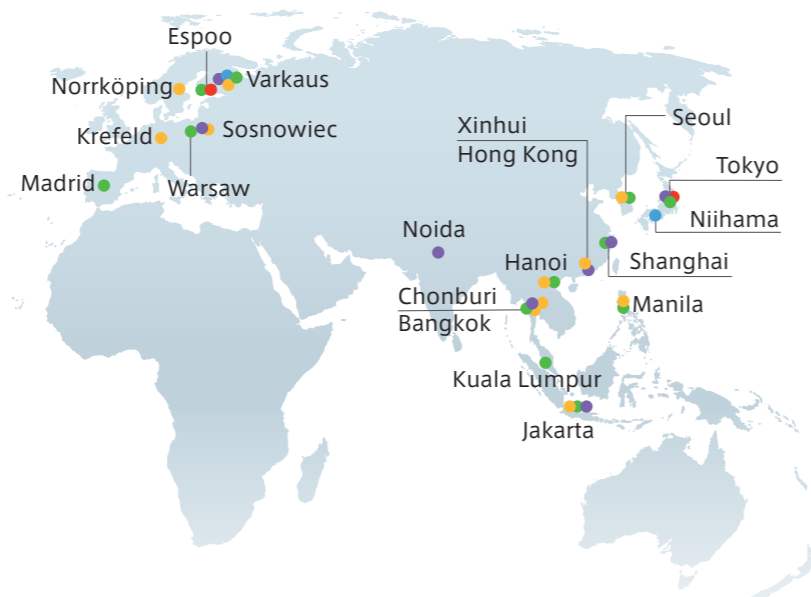 Espoo
Norrköping
Varkaus
Krefeld
Sosnowiec
Madrid
Warsaw
Xinhui
Hong Kong
Seoul
Tokyo
Niihama
Noida
Hanoi
Shanghai
Chonburi
Bangkok
Manila
Kuala Lumpur
Jakarta